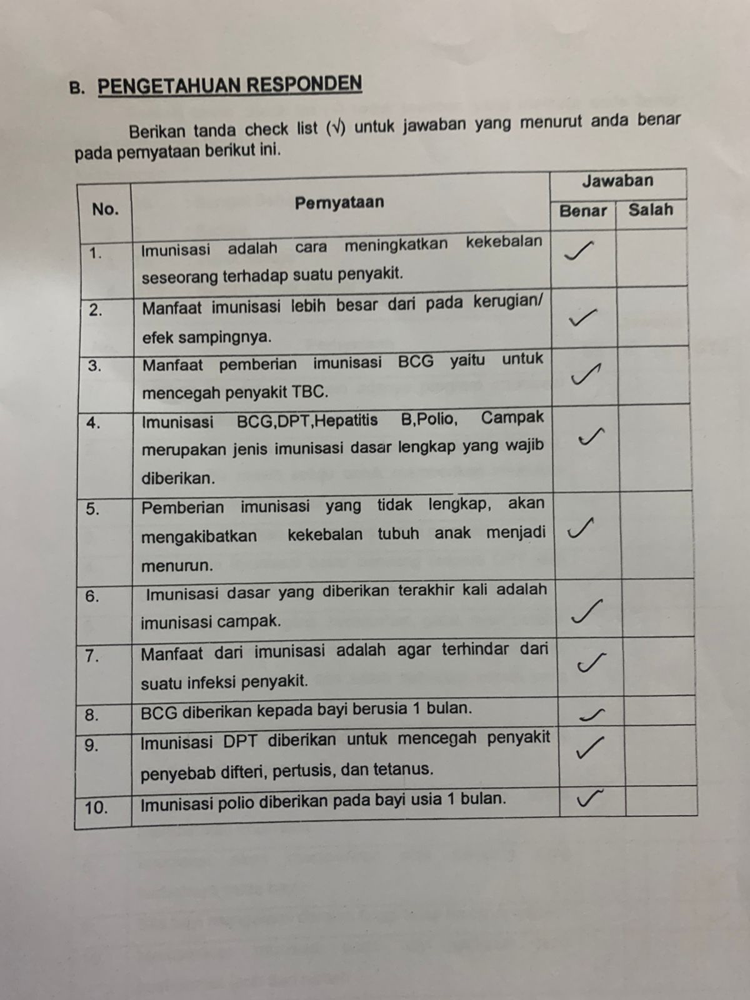 B. PENGETAHUAN RESPONDEN
Berikan tanda check list (√) untuk jawaban yang menurut anda benar
pada pernyataan berikut ini.
No. Pernyataan Jawaban
Benar Salah
1. Imunisasi adalah cara meningkatkan kekebalan ✓
seseorang terhadap suatu penyakit.
2. Manfaat imunisasi lebih besar dari pada kerugian/ ✓
efek sampingnya.
3. Manfaat pemberian imunisasi BCG yaitu untuk ✓
mencegah penyakit TBC.
4. Imunisasi BCG,DPT,Hepatitis B,Polio, Campak ✓
merupakan jenis imunisasi dasar lengkap yang wajib
diberikan.
5. Pemberian imunisasi yang tidak lengkap, akan ✓
mengakibatkan kekebalan tubuh anak menjadi
menurun.
6. Imunisasi dasar yang diberikan terakhir kali adalah ✓
imunisasi campak.
7. Manfaat dari imunisasi adalah agar terhindar dari ✓
suatu infeksi penyakit.
8. BCG diberikan kepada bayi berusia 1 bulan. ✓
9. Imunisasi DPT diberikan untuk mencegah penyakit ✓
penyebab difteri, pertusis, dan tetanus.
10. Imunisasi polio diberikan pada bayi usia 1 bulan. ✓